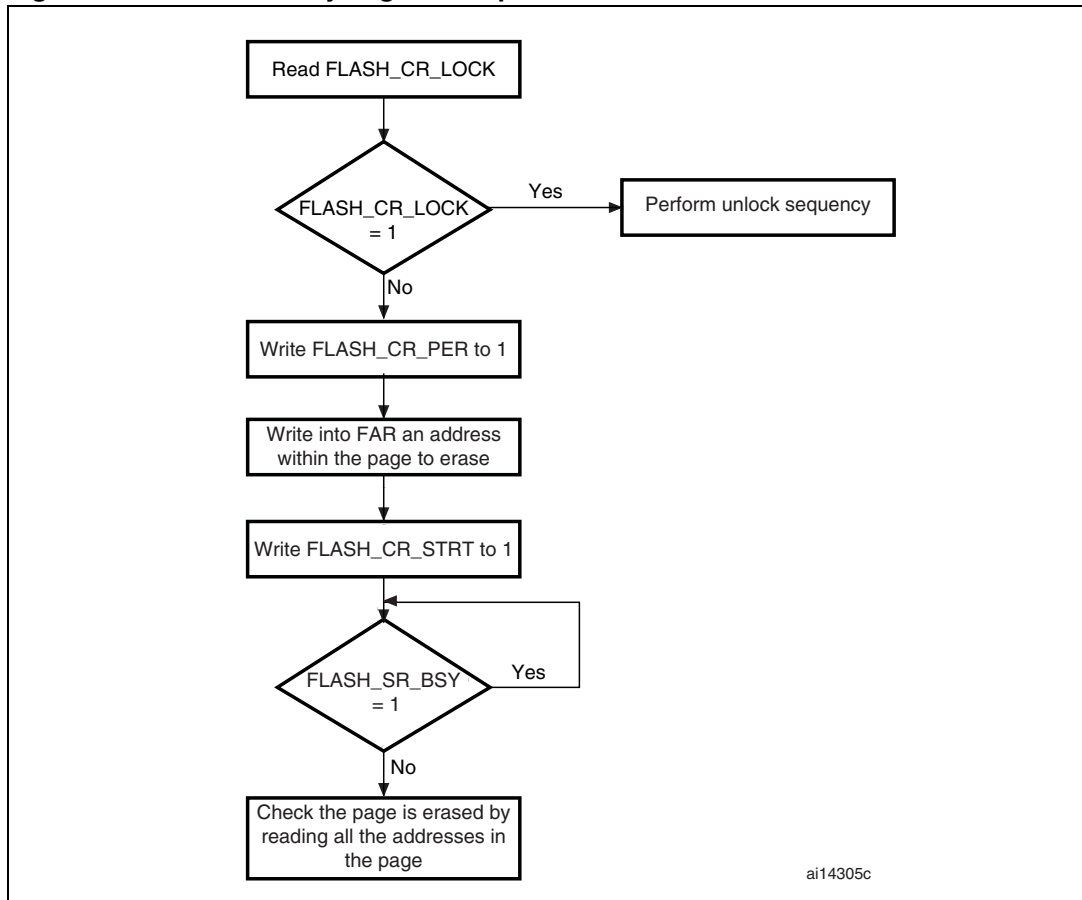 Read FLASH_CR_LOCK
FLASH_CR_LOCK
= 1
Yes
Perform unlock sequency
No
Write FLASH_CR_PER to 1
Write into FAR an address
within the page to erase
Write FLASH_CR_STRT to 1
FLASH_SR_BSY
= 1
Yes
No
Check the page is erased by
reading all the addresses in
the page
ai14305c